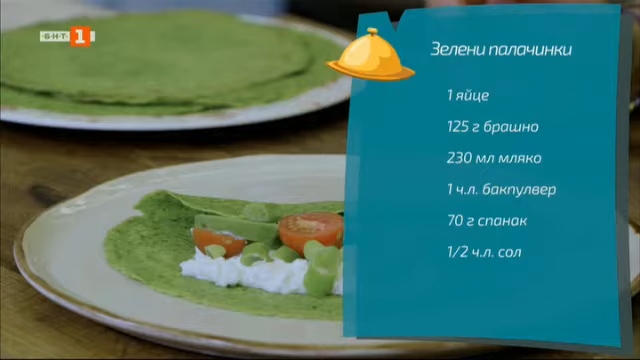 БНТ 1
Зелени палачинки
1 яйце
125 г брашно
230 мл мляко
1 ч.л. бакпулвер
70 г спанак
1/2 ч.л. сол